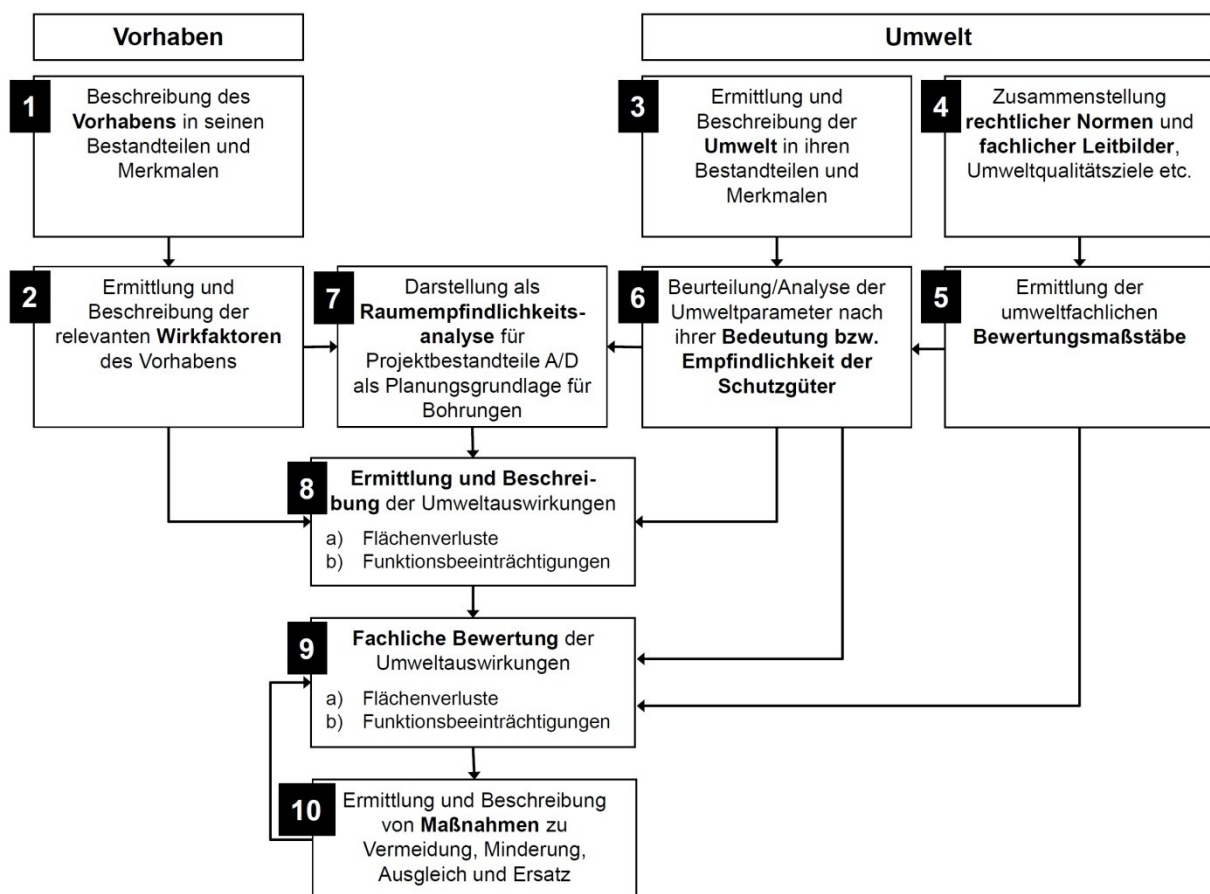 Vorhaben
Umwelt
1
Beschreibung des
Vorhabens in seinen
Bestandteilen und
Merkmalen
3
Ermittlung und
Beschreibung der
Umwelt in ihren
Bestandteilen und
Merkmalen
4
Zusammenstellung
rechtlicher Normen und
fachlicher Leitbilder,
Umweltqualitätsziele etc.
2
Ermittlung und
Beschreibung der
relevanten Wirkfaktoren
des Vorhabens
7
Darstellung als
Raumempfindlichkeits-
analyse für
Projektbestandteile A/D
als Planungsgrundlage für
Bohrungen
6
Beurteilung/Analyse der
Umweltparameter nach
ihrer Bedeutung bzw.
Empfindlichkeit der
Schutzgüter
5
Ermittlung der
umweltfachlichen
Bewertungsmaßstäbe
8
Ermittlung und Beschrei-
bung der Umweltauswirkungen
a) Flächenverluste
b) Funktionsbeeinträchtigungen
9
Fachliche Bewertung der
Umweltauswirkungen
a) Flächenverluste
b) Funktionsbeeinträchtigungen
10
Ermittlung und Beschreibung
von Maßnahmen zu
Vermeidung, Minderung,
Ausgleich und Ersatz